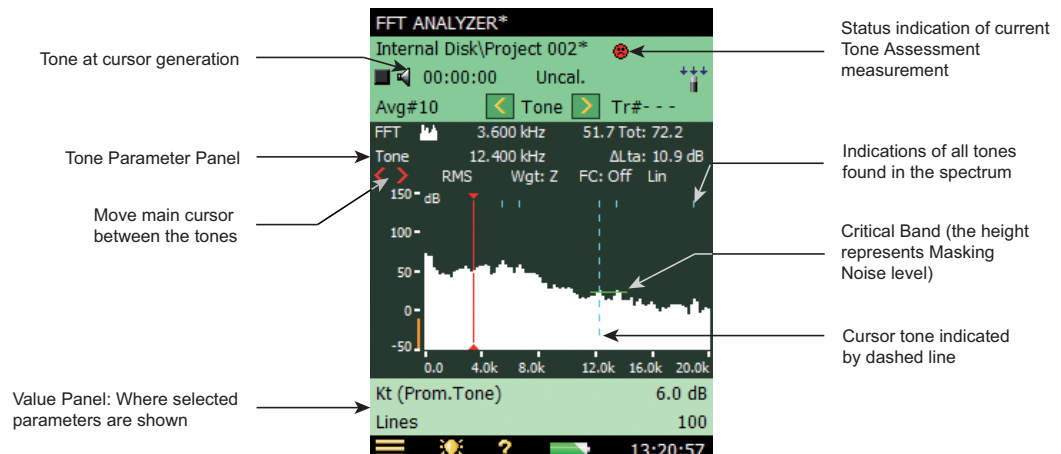 FFT ANALYZER*
Internal Disk\Project 002*
00:00:00 Uncal.
Avg#10 < Tone > Tr#- - -
FFT 3.600 kHz 51.7 Tot: 72.2
Tone 12.400 kHz ΔLta: 10.9 dB
< > RMS Wgt: Z FC: Off Lin
150
dB
100
50
0
-50
0.0 4.0k 8.0k 12.0k 16.0k 20.0k
Kt (Prom.Tone) 6.0 dB
Lines 100
? 13:20:57
Tone at cursor generation
Tone Parameter Panel
Move main cursor
between the tones
Value Panel: Where selected
parameters are shown
Status indication of current
Tone Assessment
measurement
Indications of all tones
found in the spectrum
Critical Band (the height
represents Masking
Noise level)
Cursor tone indicated
by dashed line